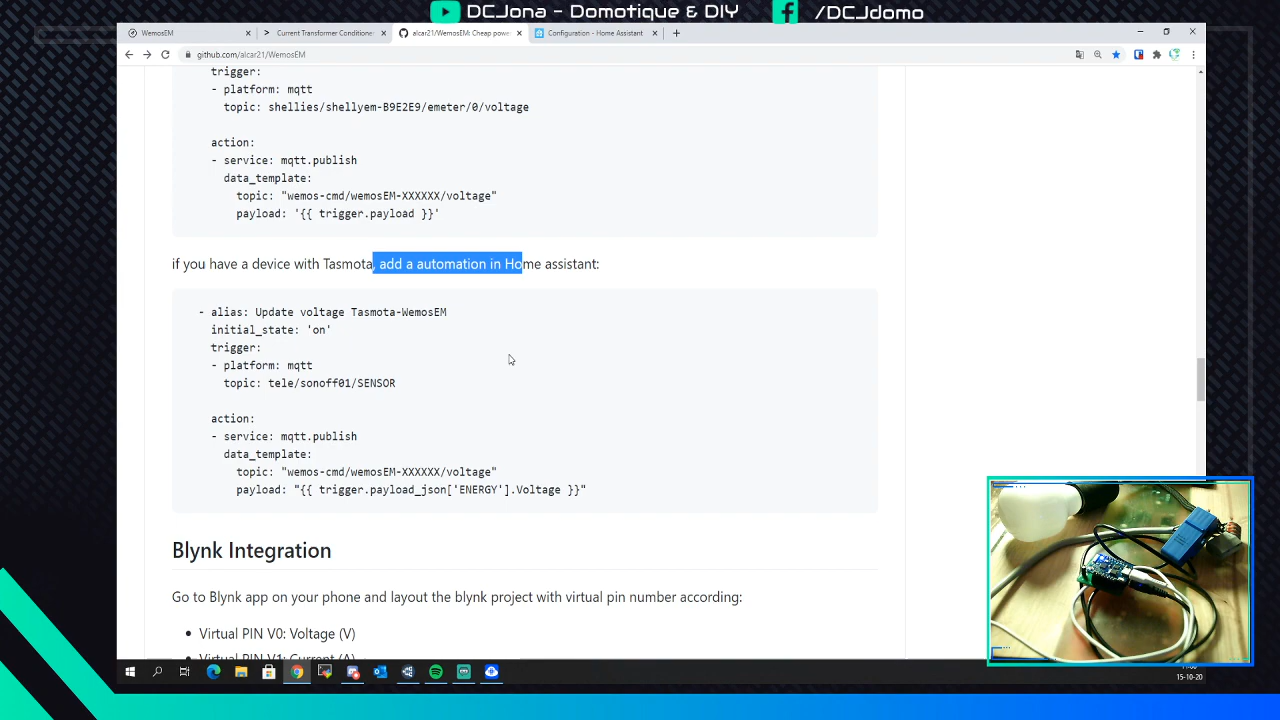 DCJona - Domotique & DIY /DCJdomo
WemosEM
Current Transformer Conditione
alcar21/WemosEM: Cheap power
Configuration - Home Assistant
github.com/alcar21/WemosEM
trigger:
- platform: mqtt
topic: shellies/shellyem-B9E2E9/emeter/0/voltage
action:
- service: mqtt.publish
data_template:
topic: "wemos-cmd/wemosEM-XXXXXX/voltage"
payload: '{{ trigger.payload }}'
if you have a device with Tasmota, add a automation in Home assistant:
- alias: Update voltage Tasmota-WemosEM
initial_state: 'on'
trigger:
- platform: mqtt
topic: tele/sonoff01/SENSOR
action:
- service: mqtt.publish
data_template:
topic: "wemos-cmd/wemosEM-XXXXXX/voltage"
payload: "{{ trigger.payload_json['ENERGY'].Voltage }}"
Blynk Integration
Go to Blynk app on your phone and layout the blynk project with virtual pin number according:
Virtual PIN V0: Voltage (V)
Virtual PIN V1: Current (A)
15-10-20